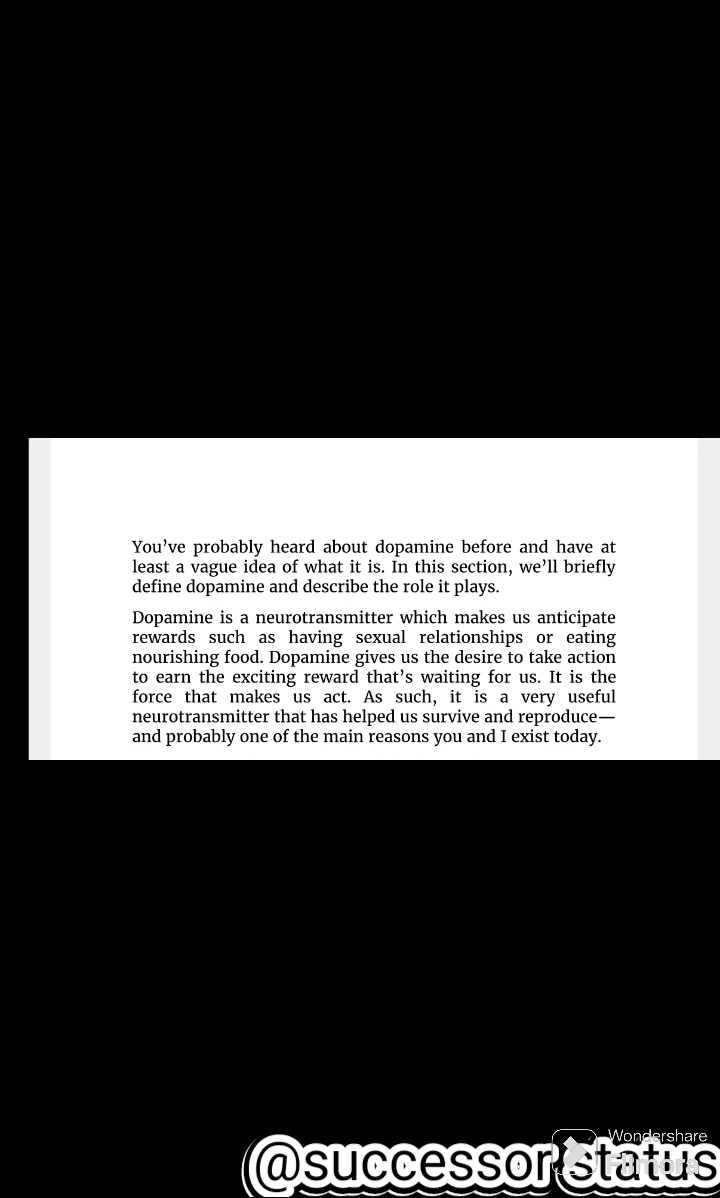 You’ve probably heard about dopamine before and have at
least a vague idea of what it is. In this section, we’ll briefly
define dopamine and describe the role it plays.
Dopamine is a neurotransmitter which makes us anticipate
rewards such as having sexual relationships or eating
nourishing food. Dopamine gives us the desire to take action
to earn the exciting reward that’s waiting for us. It is the
force that makes us act. As such, it is a very useful
neurotransmitter that has helped us survive and reproduce—
and probably one of the main reasons you and I exist today.
Wondershare
Filmora
@successor status